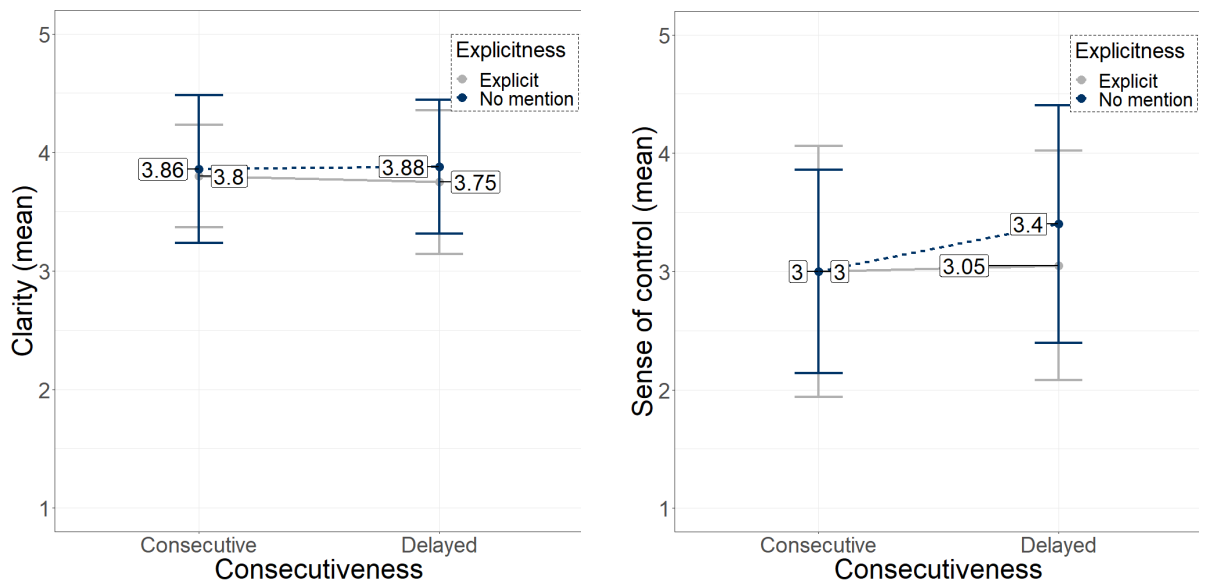 5
4
3
2
1
Clarity (mean)
Explicitness
Explicit
No mention
3.86
3.8
3.88
3.75
Consecutive
Delayed
Consecutiveness
5
4
3
2
1
Sense of control (mean)
Explicitness
Explicit
No mention
3
3
3.4
3.05
Consecutive
Delayed
Consecutiveness